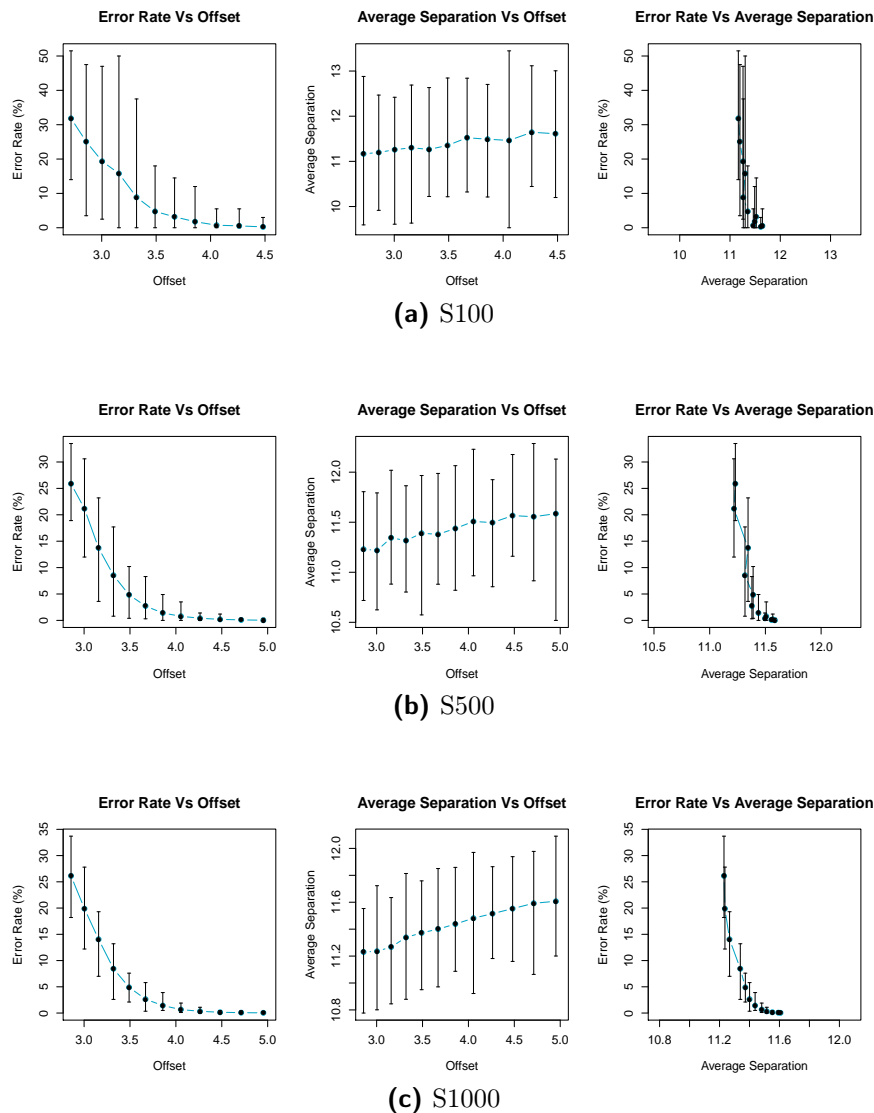 Error Rate Vs Offset
Average Separation Vs Offset
Error Rate Vs Average Separation
Error Rate (%)
0 10 20 30 40 50
3.0 3.5 4.0 4.5
Offset
Average Separation
10 11 12 13
3.0 3.5 4.0 4.5
Offset
Error Rate (%)
0 10 20 30 40 50
10 11 12 13
Average Separation
(a) S100
Error Rate Vs Offset
Average Separation Vs Offset
Error Rate Vs Average Separation
Error Rate (%)
0 5 10 15 20 25 30
3.0 3.5 4.0 4.5 5.0
Offset
Average Separation
10.5 11.0 11.5 12.0
3.0 3.5 4.0 4.5 5.0
Offset
Error Rate (%)
0 5 10 15 20 25 30
10.5 11.0 11.5 12.0
Average Separation
(b) S500
Error Rate Vs Offset
Average Separation Vs Offset
Error Rate Vs Average Separation
Error Rate (%)
0 5 10 15 20 25 30 35
3.0 3.5 4.0 4.5 5.0
Offset
Average Separation
10.8 11.2 11.6 12.0
3.0 3.5 4.0 4.5 5.0
Offset
Error Rate (%)
0 5 10 15 20 25 30 35
10.8 11.2 11.6 12.0
Average Separation
(c) S1000